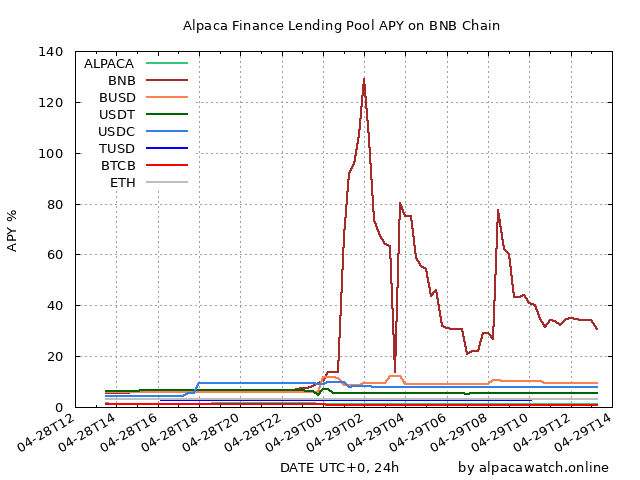 Alpaca Finance Lending Pool APY on BNB Chain
140
120
100
80
60
40
20
0
APY %
ALPACA
BNB
BUSD
USDT
USDC
TUSD
BTCB
ETH
04-28T12 04-28T14 04-28T16 04-28T18 04-28T20 04-28T22 04-29T00 04-29T02 04-29T04 04-29T06 04-29T08 04-29T10 04-29T12 04-29T14
DATE UTC+0, 24h by alpacawatch.online